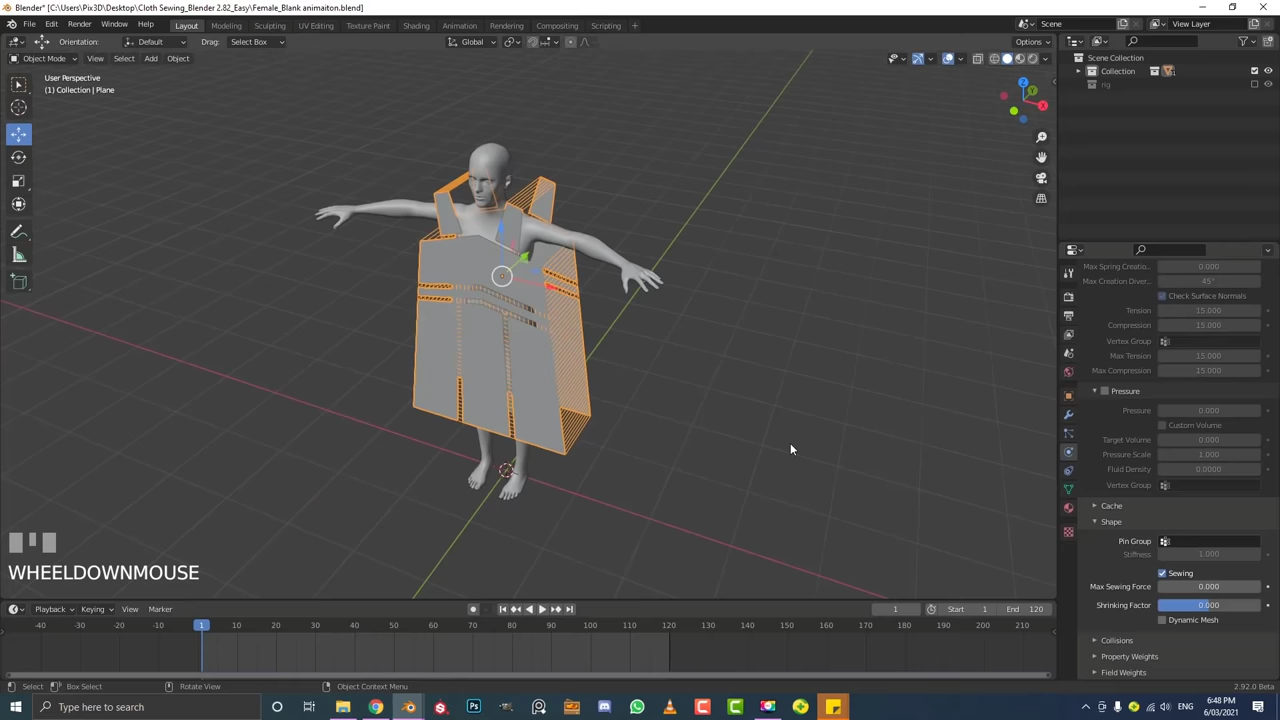 Blender* [C:\Users\Pix3D\Desktop\Cloth Sewing_Blender 2.82_Easy\Female_Blank animaiton.blend]
File Edit Render Window Help Layout Modeling Sculpting UV Editing Texture Paint Shading Animation Rendering Compositing Scripting + Scene View Layer
Orientation: Default Drag: Select Box Global Options
Object Mode View Select Add Object
User Perspective
(1) Collection | Plane
Scene Collection
Collection
rig
Z
Y
X
Max Spring Creatio... 0.000
Max Creation Diver... 45°
Check Surface Normals
Tension 15.000
Compression 15.000
Vertex Group
Max Tension 15.000
Max Compression 15.000
Pressure
Pressure 0.000
Custom Volume
Target Volume 0.000
Pressure Scale 1.000
Fluid Density 0.0000
Vertex Group
Cache
Shape
Pin Group
Stiffness 1.000
Sewing
Max Sewing Force 0.000
Shrinking Factor 0.000
Dynamic Mesh
Collisions
Property Weights
Field Weights
WHEELDOWNMOUSE
Playback Keying View Marker 1 Start 1 End 120
-40 -30 -20 -10 1 10 20 30 40 50 60 70 80 90 100 110 120 130 140 150 160 170 180 190 200 210
Select Box Select Rotate View Object Context Menu 2.92.0 Beta
Type here to search
6:48 PM
6/03/2021